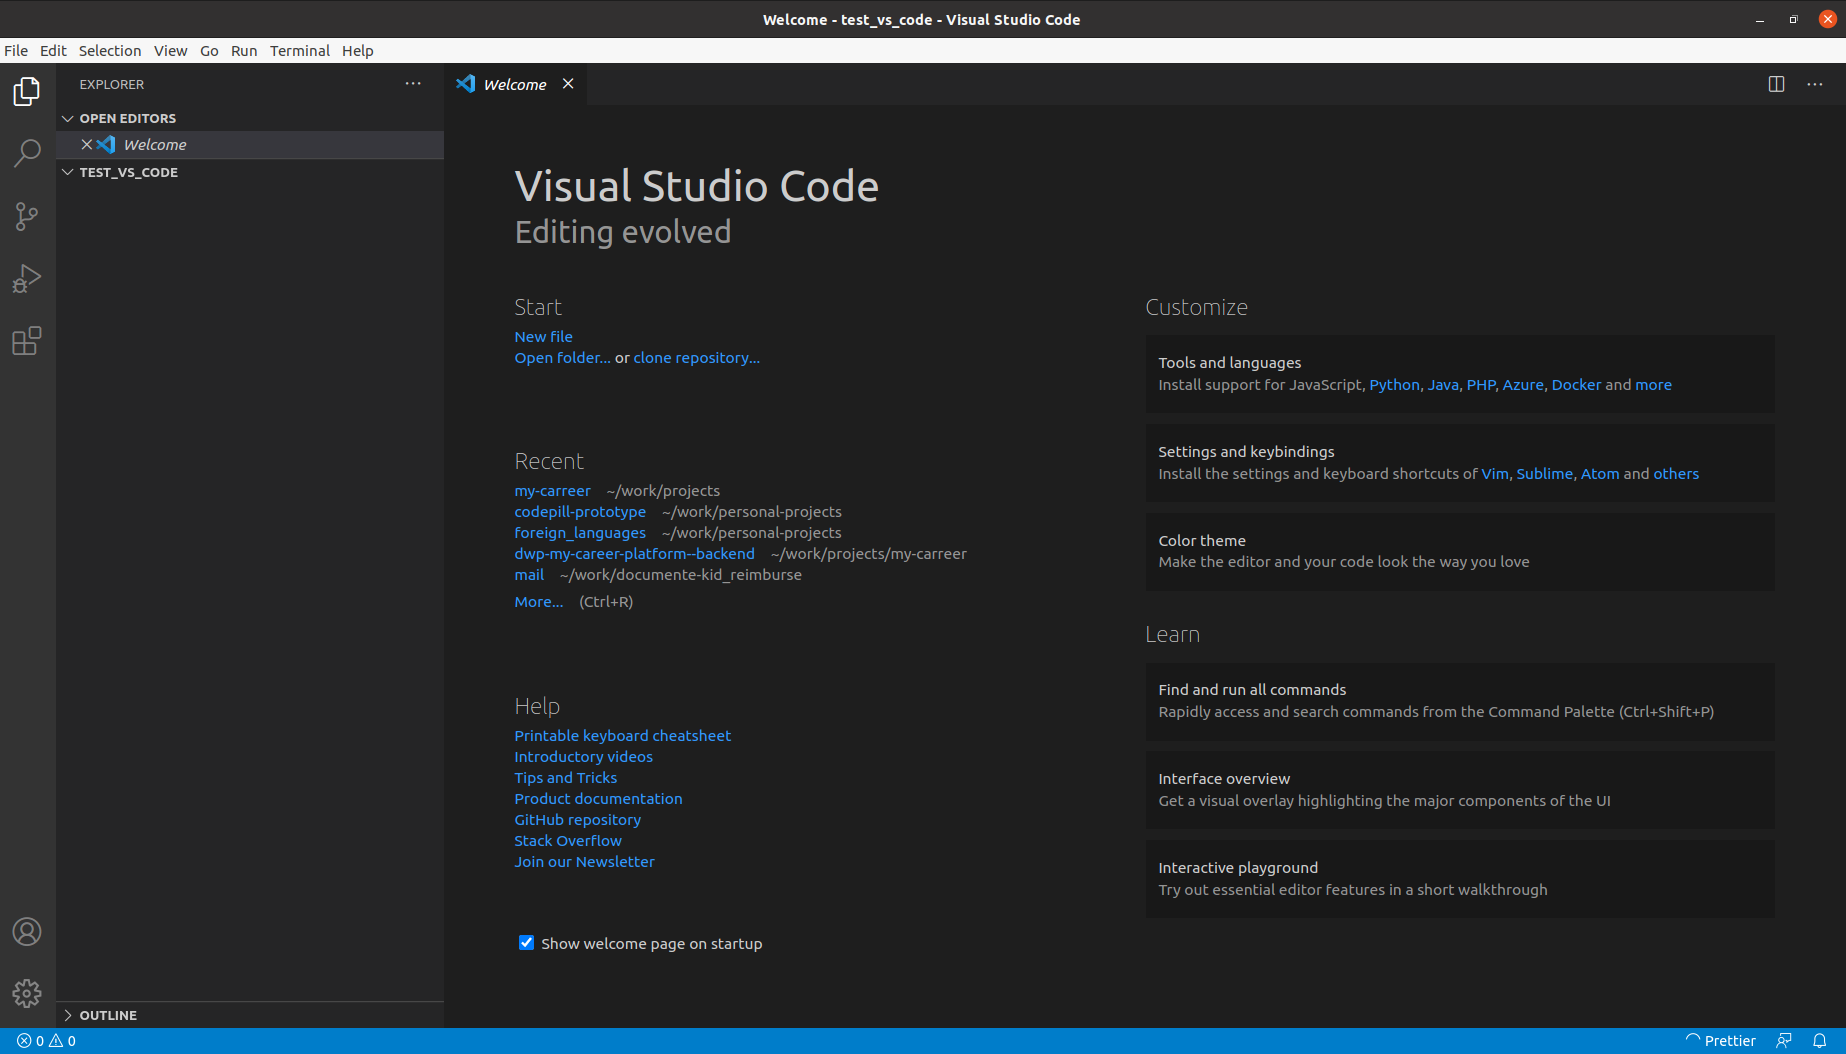 Welcome - test_vs_code - Visual Studio Code
File Edit Selection View Go Run Terminal Help
EXPLORER
OPEN EDITORS
Welcome
TEST_VS_CODE
OUTLINE
Welcome
Visual Studio Code
Editing evolved
Start
New file
Open folder... or clone repository...
Recent
my-carreer ~/work/projects
codepill-prototype ~/work/personal-projects
foreign_languages ~/work/personal-projects
dwp-my-career-platform--backend ~/work/projects/my-carreer
mail ~/work/documente-kid_reimburse
More... (Ctrl+R)
Help
Printable keyboard cheatsheet
Introductory videos
Tips and Tricks
Product documentation
GitHub repository
Stack Overflow
Join our Newsletter
Show welcome page on startup
Customize
Tools and languages
Install support for JavaScript, Python, Java, PHP, Azure, Docker and more
Settings and keybindings
Install the settings and keyboard shortcuts of Vim, Sublime, Atom and others
Color theme
Make the editor and your code look the way you love
Learn
Find and run all commands
Rapidly access and search commands from the Command Palette (Ctrl+Shift+P)
Interface overview
Get a visual overlay highlighting the major components of the UI
Interactive playground
Try out essential editor features in a short walkthrough
0 0
Prettier